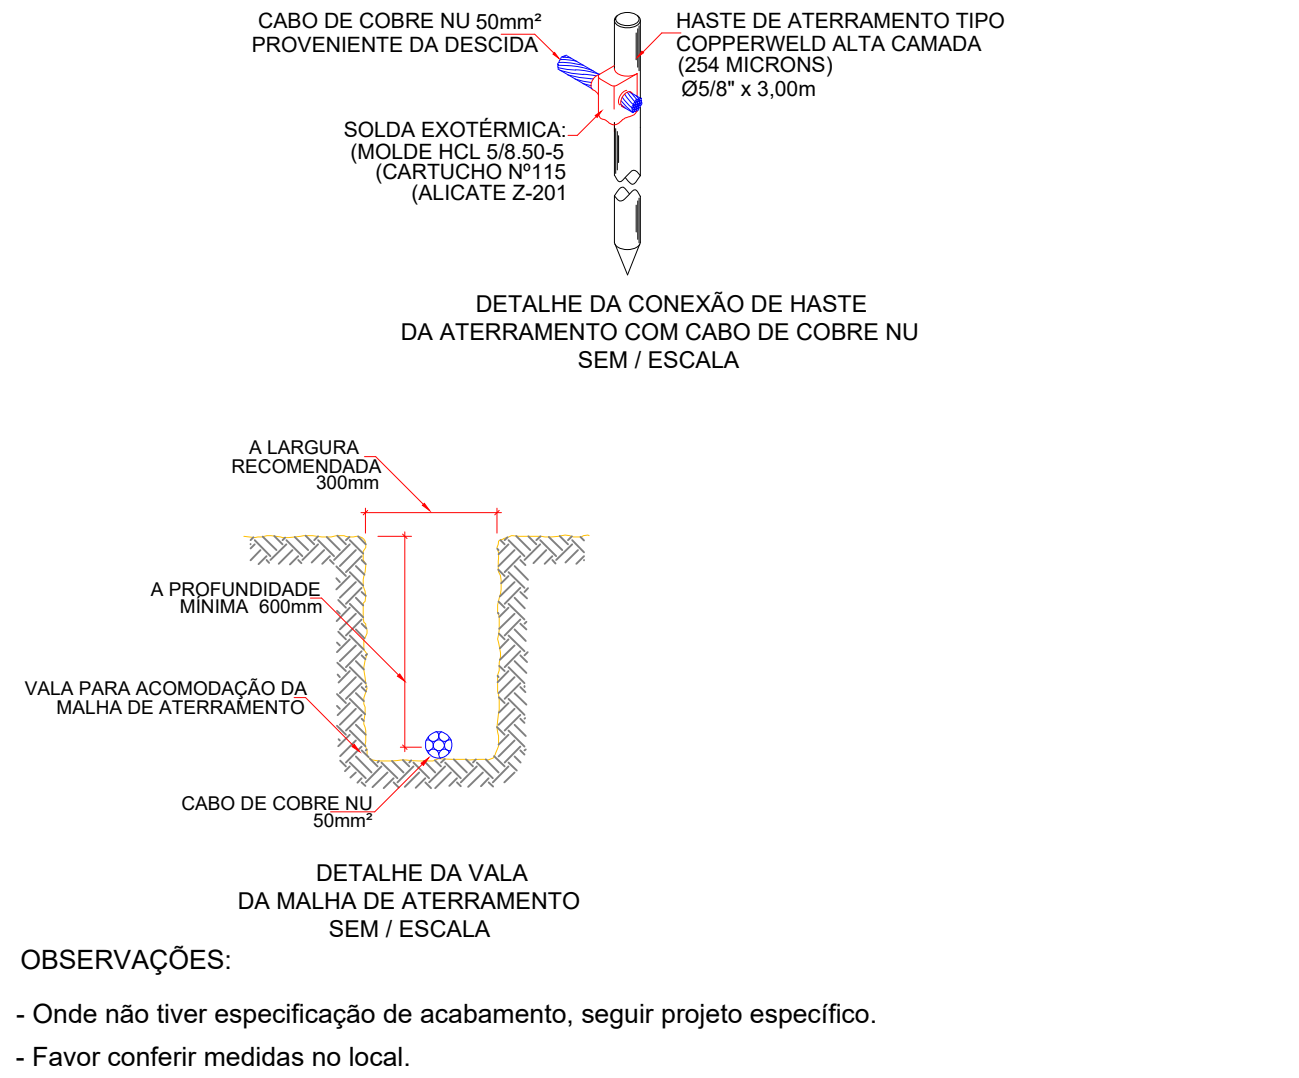 CABO DE COBRE NU 50mm²
PROVENIENTE DA DESCIDA
HASTE DE ATERRAMENTO TIPO
COPPERWELD ALTA CAMADA
(254 MICRONS)
Ø5/8" x 3,00m
SOLDA EXOTÉRMICA:
(MOLDE HCL 5/8.50-5
(CARTUCHO Nº115
(ALICATE Z-201
DETALHE DA CONEXÃO DE HASTE
DA ATERRAMENTO COM CABO DE COBRE NU
SEM / ESCALA
A LARGURA
RECOMENDADA
300mm
A PROFUNDIDADE
MÍNIMA 600mm
VALA PARA ACOMODAÇÃO DA
MALHA DE ATERRAMENTO
CABO DE COBRE NU
50mm²
DETALHE DA VALA
DA MALHA DE ATERRAMENTO
SEM / ESCALA
OBSERVAÇÕES:
- Onde não tiver especificação de acabamento, seguir projeto específico.
- Favor conferir medidas no local.